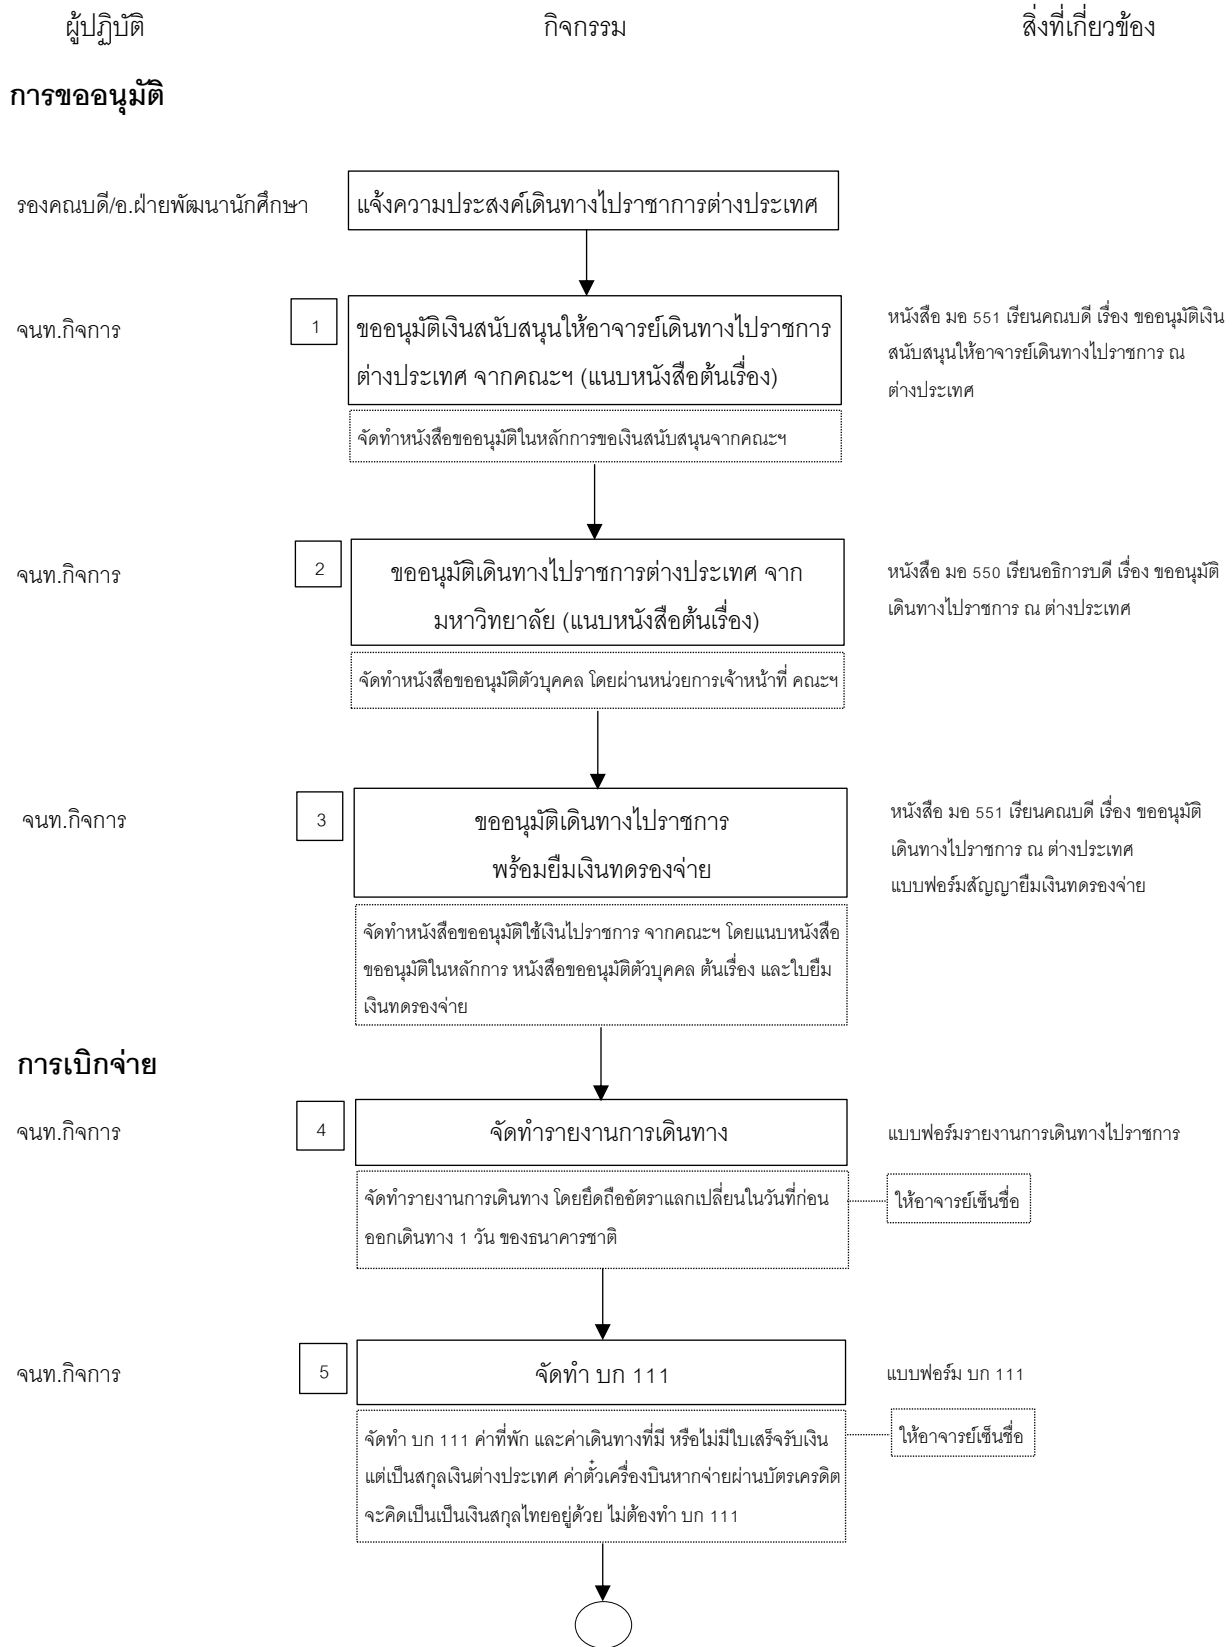 ผู้ปฏิบัติ กิจกรรม สิ่งที่เกี่ยวข้อง
การขออนุมัติ
รองคณบดี/อ.ฝ่ายพัฒนานักศึกษา แจ้งความประสงค์เดินทางไปราชาการต่างประเทศ
จนท.กิจการ
1
ขออนุมัติเงินสนับสนุนให้อาจารย์เดินทางไปราชการ
ต่างประเทศ จากคณะฯ (แนบหนังสือต้นเรื่อง)
จัดทำหนังสือขออนุมัติในหลักการขอเงินสนับสนุนจากคณะฯ
หนังสือ มอ 551 เรียนคณบดี เรื่อง ขออนุมัติเงิน
สนับสนุนให้อาจารย์เดินทางไปราชการ ณ
ต่างประเทศ
จนท.กิจการ
2
ขออนุมัติเดินทางไปราชการต่างประเทศ จาก
มหาวิทยาลัย (แนบหนังสือต้นเรื่อง)
จัดทำหนังสือขออนุมัติตัวบุคคล โดยผ่านหน่วยการเจ้าหน้าที่ คณะฯ
หนังสือ มอ 550 เรียนอธิการบดี เรื่อง ขออนุมัติ
เดินทางไปราชการ ณ ต่างประเทศ
จนท.กิจการ
3
ขออนุมัติเดินทางไปราชการ
พร้อมยืมเงินทดรองจ่าย
จัดทำหนังสือขออนุมัติใช้เงินไปราชการ จากคณะฯ โดยแนบหนังสือ
ขออนุมัติในหลักการ หนังสือขออนุมัติตัวบุคคล ต้นเรื่อง และใบยืม
เงินทดรองจ่าย
หนังสือ มอ 551 เรียนคณบดี เรื่อง ขออนุมัติ
เดินทางไปราชการ ณ ต่างประเทศ
แบบฟอร์มสัญญายืมเงินทดรองจ่าย
การเบิกจ่าย
จนท.กิจการ
4
จัดทำรายงานการเดินทาง
จัดทำรายงานการเดินทาง โดยยึดถืออัตราแลกเปลี่ยนในวันที่ก่อน
ออกเดินทาง 1 วัน ของธนาคารชาติ
แบบฟอร์มรายงานการเดินทางไปราชการ
ให้อาจารย์เซ็นชื่อ
จนท.กิจการ
5
จัดทำ บก 111
จัดทำ บก 111 ค่าที่พัก และค่าเดินทางที่มี หรือไม่มีใบเสร็จรับเงิน
แต่เป็นสกุลเงินต่างประเทศ ค่าตั๋วเครื่องบินหากจ่ายผ่านบัตรเครดิต
จะคิดเป็นเป็นเงินสกุลไทยอยู่ด้วย ไม่ต้องทำ บก 111
แบบฟอร์ม บก 111
ให้อาจารย์เซ็นชื่อ